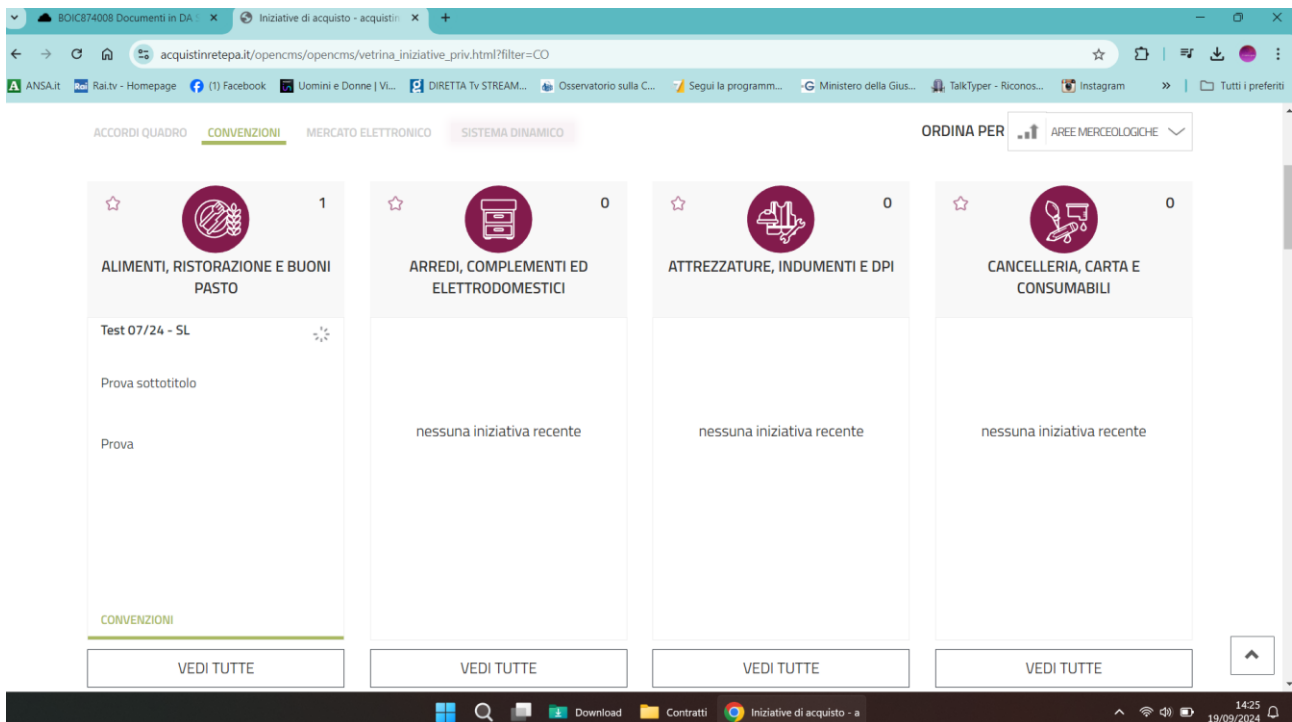 BOIC874008 Documenti in DA
Iniziative di acquisto - acquistin
acquistinretepa.it/opencms/opencms/vetrina_iniziative_priv.html?filter=CO
ANSA.it Rai.tv - Homepage (1) Facebook Uomini e Donne | Vi... DIRETTA Tv STREAM... Osservatorio sulla C... Segui la programm... Ministero della Gius... TalkTyper - Riconos... Instagram » Tutti i preferiti
ACCORDI QUADRO CONVENZIONI MERCATO ELETTRONICO SISTEMA DINAMICO ORDINA PER AREE MERCEOLOGICHE
1 0 0 0
ALIMENTI, RISTORAZIONE E BUONI
PASTO
ARREDI, COMPLEMENTI ED
ELETTRODOMESTICI
ATTREZZATURE, INDUMENTI E DPI
CANCELLERIA, CARTA E
CONSUMABILI
Test 07/24 - SL
Prova sottotitolo
Prova
nessuna iniziativa recente
nessuna iniziativa recente
nessuna iniziativa recente
CONVENZIONI
VEDI TUTTE VEDI TUTTE VEDI TUTTE VEDI TUTTE
Download Contratti Iniziative di acquisto - a
14:25
19/09/2024